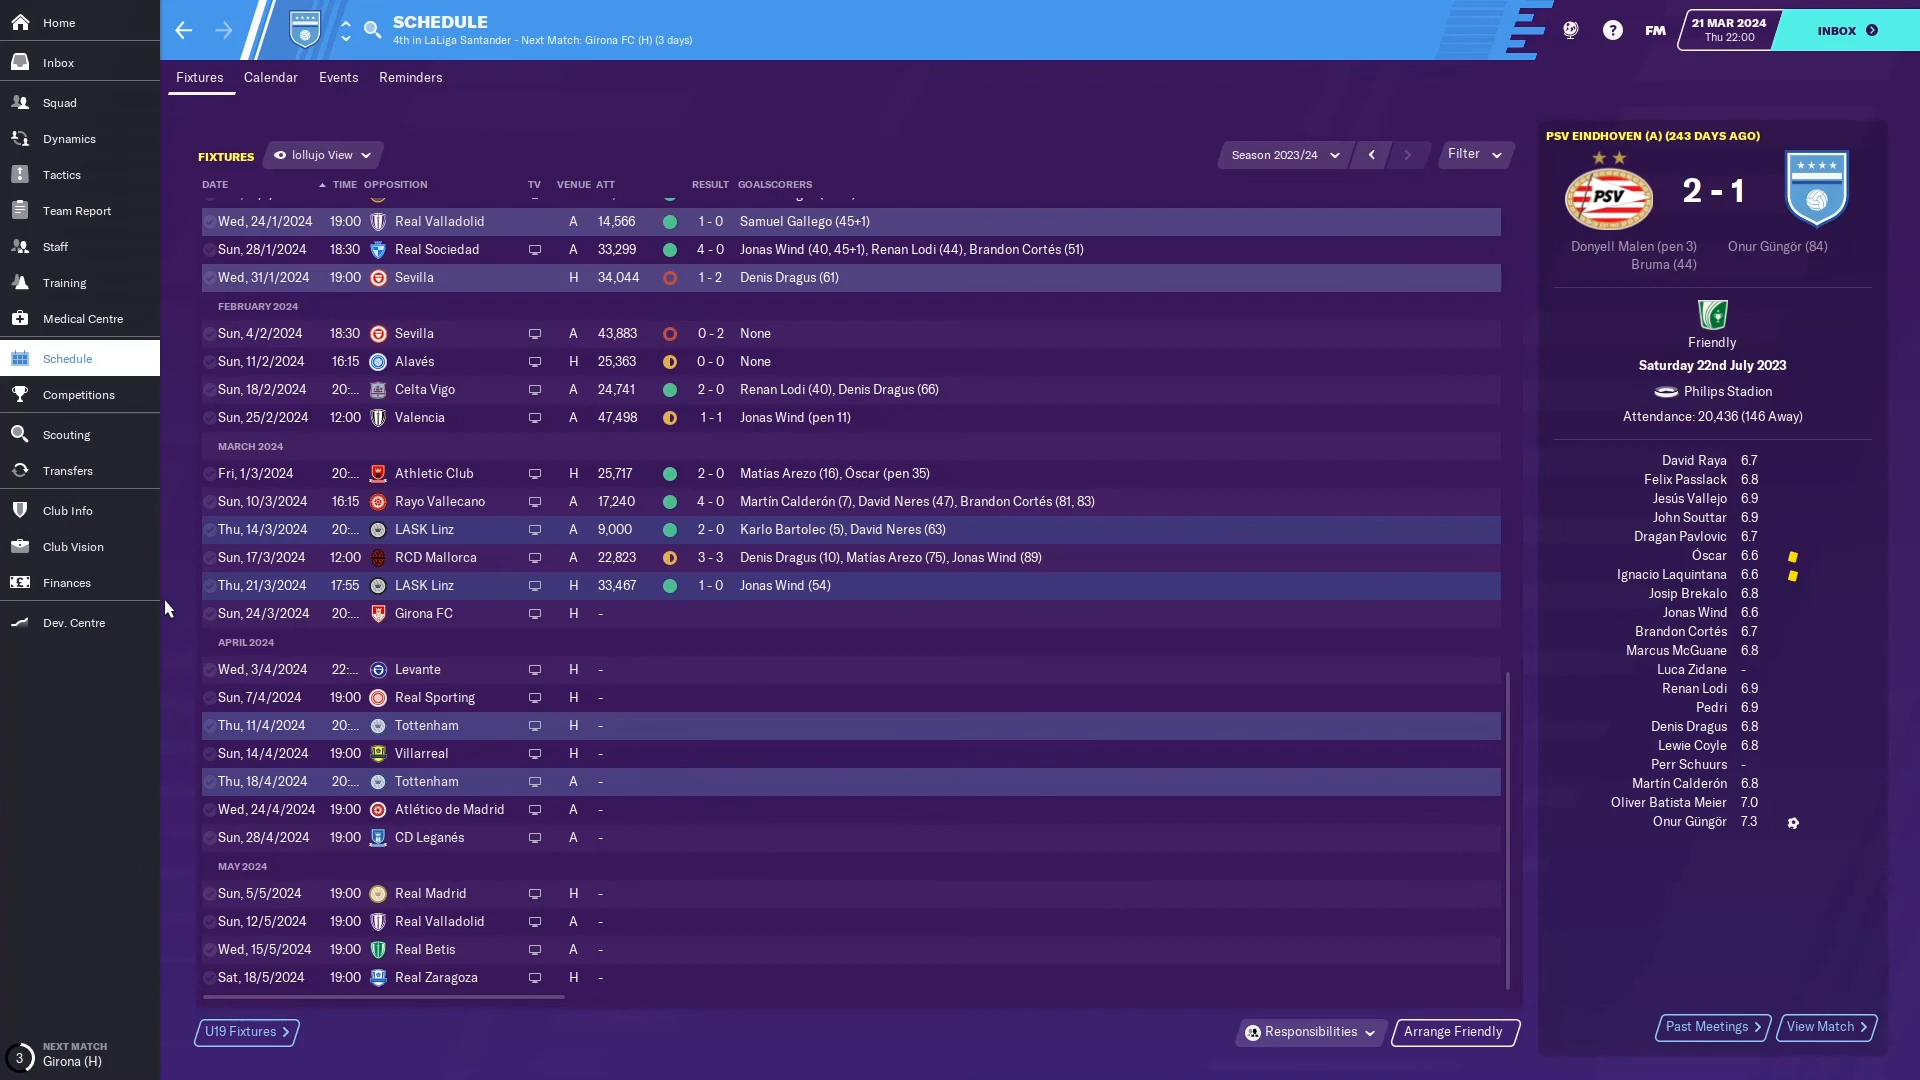 Home
Inbox
Squad
Dynamics
Tactics
Team Report
Staff
Training
Medical Centre
Schedule
Competitions
Scouting
Transfers
Club Info
Club Vision
Finances
Dev. Centre
3
NEXT MATCH
Girona (H)
SCHEDULE
4th in LaLiga Santander - Next Match: Girona FC (H) (3 days)
?
FM
21 MAR 2024
Thu 22:00
INBOX
Fixtures Calendar Events Reminders
FIXTURES lollujo View Season 2023/24 Filter
DATE TIME OPPOSITION TV VENUE ATT RESULT GOALSCORERS
Wed, 24/1/2024 19:00 Real Valladolid A 14,566 1 - 0 Samuel Gallego (45+1)
Sun, 28/1/2024 18:30 Real Sociedad A 33,299 4 - 0 Jonas Wind (40, 45+1), Renan Lodi (44), Brandon Cortés (51)
Wed, 31/1/2024 19:00 Sevilla H 34,044 1 - 2 Denis Dragus (61)
FEBRUARY 2024
Sun, 4/2/2024 18:30 Sevilla A 43,883 0 - 2 None
Sun, 11/2/2024 16:15 Alavés H 25,363 0 - 0 None
Sun, 18/2/2024 20:... Celta Vigo A 24,741 2 - 0 Renan Lodi (40), Denis Dragus (66)
Sun, 25/2/2024 12:00 Valencia A 47,498 1 - 1 Jonas Wind (pen 11)
MARCH 2024
Fri, 1/3/2024 20:... Athletic Club H 25,717 2 - 0 Matías Arezo (16), Óscar (pen 35)
Sun, 10/3/2024 16:15 Rayo Vallecano A 17,240 4 - 0 Martín Calderón (7), David Neres (47), Brandon Cortés (81, 83)
Thu, 14/3/2024 20:... LASK Linz A 9,000 2 - 0 Karlo Bartolec (5), David Neres (63)
Sun, 17/3/2024 12:00 RCD Mallorca A 22,823 3 - 3 Denis Dragus (10), Matías Arezo (75), Jonas Wind (89)
Thu, 21/3/2024 17:55 LASK Linz H 33,467 1 - 0 Jonas Wind (54)
Sun, 24/3/2024 20:... Girona FC H -
APRIL 2024
Wed, 3/4/2024 22:... Levante H -
Sun, 7/4/2024 19:00 Real Sporting H -
Thu, 11/4/2024 20:... Tottenham H -
Sun, 14/4/2024 19:00 Villarreal H -
Thu, 18/4/2024 20:... Tottenham A -
Wed, 24/4/2024 19:00 Atlético de Madrid A -
Sun, 28/4/2024 19:00 CD Leganés A -
MAY 2024
Sun, 5/5/2024 19:00 Real Madrid H -
Sun, 12/5/2024 19:00 Real Valladolid A -
Wed, 15/5/2024 19:00 Real Betis A -
Sat, 18/5/2024 19:00 Real Zaragoza H -
U19 Fixtures Responsibilities Arrange Friendly
PSV EINDHOVEN (A) (243 DAYS AGO)
PSV 2 - 1
Donyell Malen (pen 3) Onur Güngör (84)
Bruma (44)
Friendly
Saturday 22nd July 2023
Philips Stadion
Attendance: 20,436 (146 Away)
David Raya 6.7
Felix Passlack 6.8
Jesús Vallejo 6.9
John Souttar 6.9
Dragan Pavlovic 6.7
Óscar 6.6
Ignacio Laquintana 6.6
Josip Brekalo 6.8
Jonas Wind 6.6
Brandon Cortés 6.7
Marcus McGuane 6.8
Luca Zidane -
Renan Lodi 6.9
Pedri 6.9
Denis Dragus 6.8
Lewie Coyle 6.8
Perr Schuurs -
Martín Calderón 6.8
Oliver Batista Meier 7.0
Onur Güngör 7.3
Past Meetings View Match